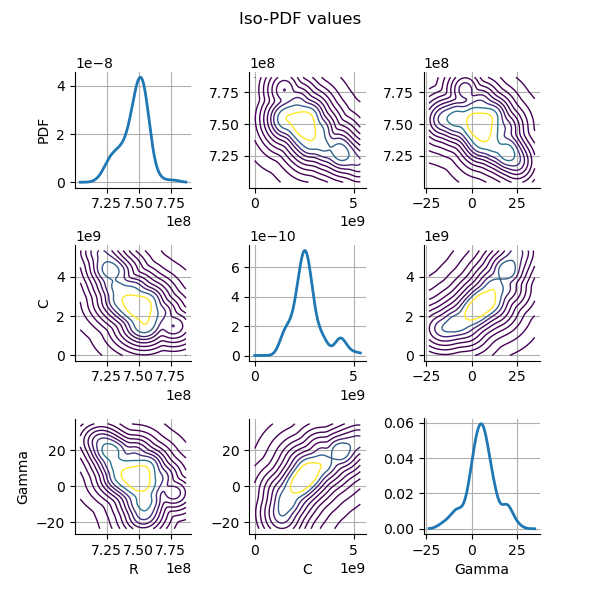 Iso-PDF values
1e−8 1e8 1e8
4 7.75 7.75
PDF 2 7.50 7.50
0 7.25 7.25
7.25 7.50 7.75 0 5 −25 0 25
1e8 1e9
1e9 1e−10 1e9
C 4 6 4
2 4 2
0 2 0
0
7.25 7.50 7.75 0 5 −25 0 25
1e8 1e9
Gamma 20 20 0.06
0 0 0.04
−20 −20 0.02
0.00
7.25 7.50 7.75 0 5 −25 0 25
R 1e8 C 1e9 Gamma